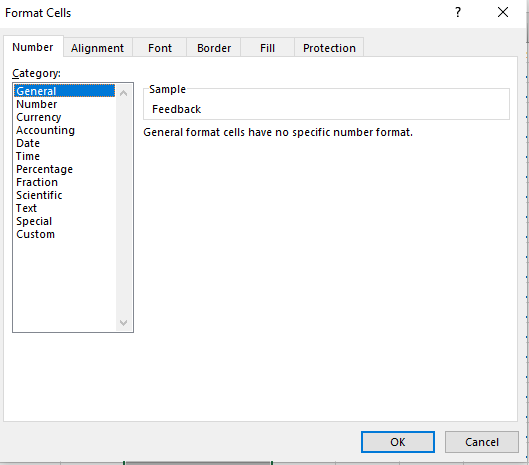 Format Cells
?
Number Alignment Font Border Fill Protection
Category:
General
Number
Currency
Accounting
Date
Time
Percentage
Fraction
Scientific
Text
Special
Custom
Sample
Feedback
General format cells have no specific number format.
OK Cancel